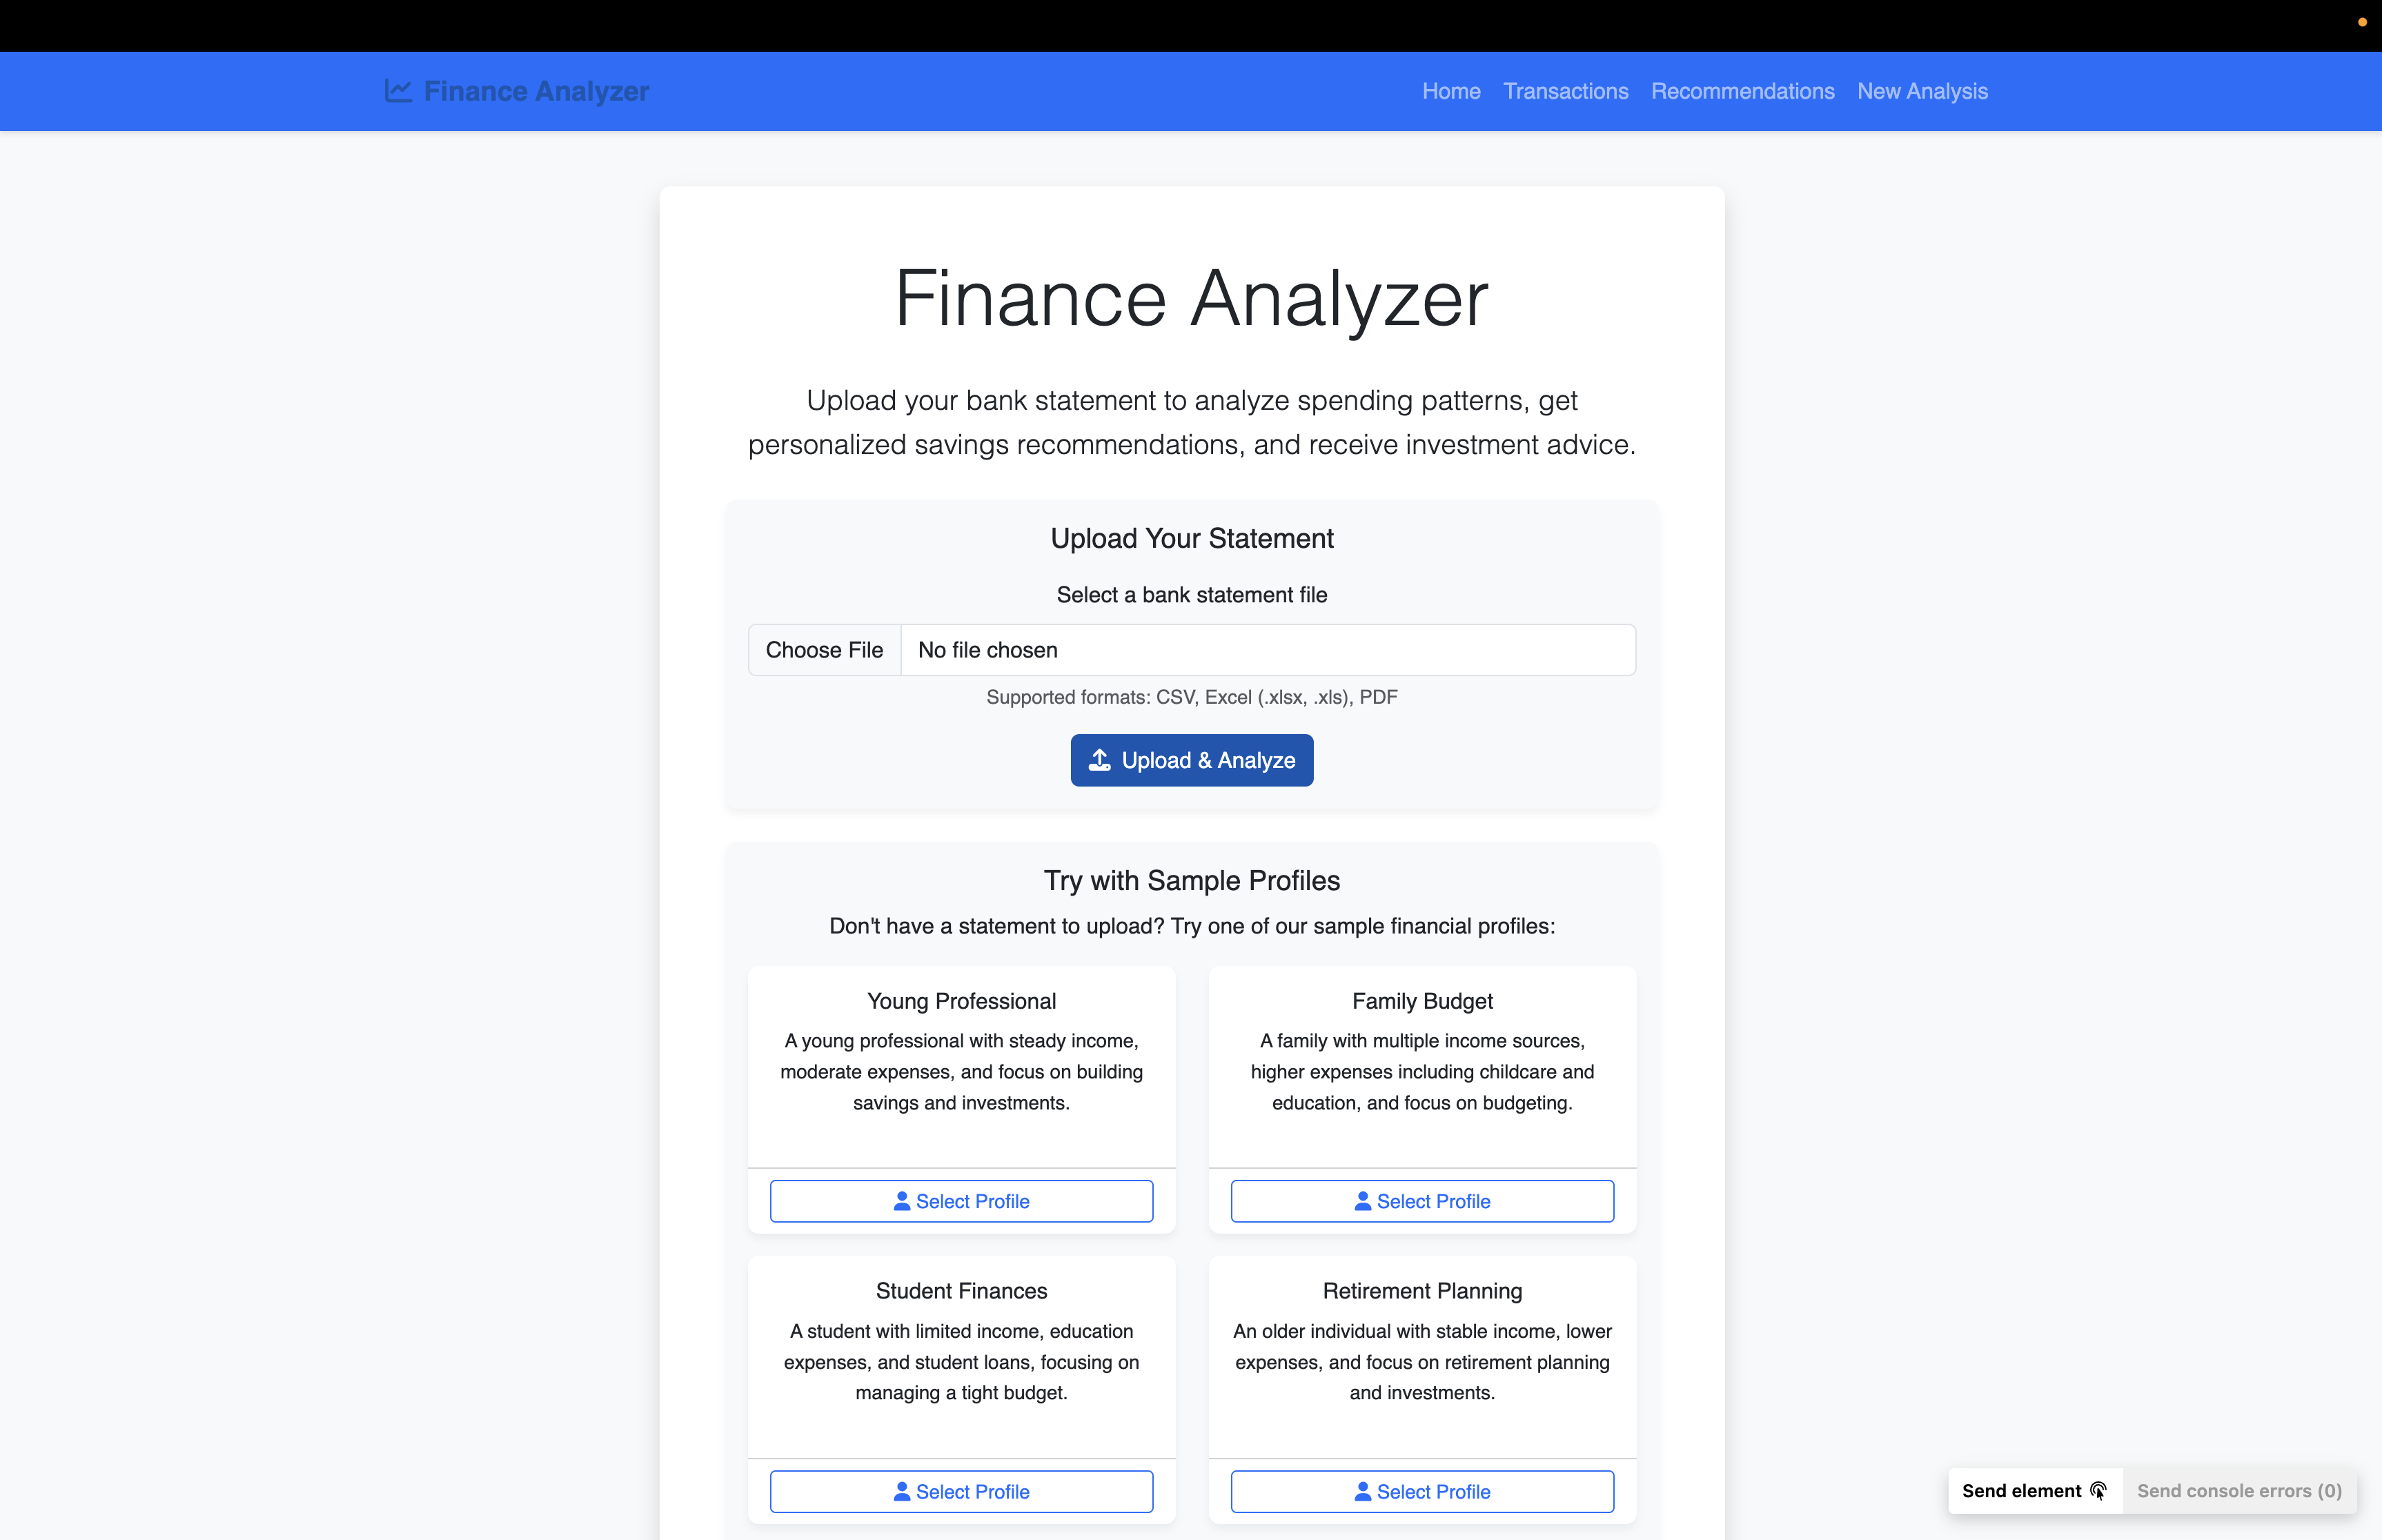 Finance Analyzer
Home Transactions Recommendations New Analysis
Finance Analyzer
Upload your bank statement to analyze spending patterns, get
personalized savings recommendations, and receive investment advice.
Upload Your Statement
Select a bank statement file
Choose File No file chosen
Supported formats: CSV, Excel (.xlsx, .xls), PDF
Upload & Analyze
Try with Sample Profiles
Don't have a statement to upload? Try one of our sample financial profiles:
Young Professional
A young professional with steady income,
moderate expenses, and focus on building
savings and investments.
Select Profile
Family Budget
A family with multiple income sources,
higher expenses including childcare and
education, and focus on budgeting.
Select Profile
Student Finances
A student with limited income, education
expenses, and student loans, focusing on
managing a tight budget.
Select Profile
Retirement Planning
An older individual with stable income, lower
expenses, and focus on retirement planning
and investments.
Select Profile
Send element Send console errors (0)